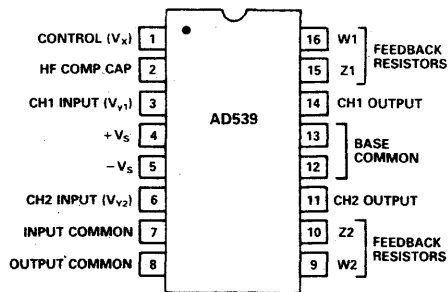 CONTROL (VX) 1
HF COMP CAP 2
CH1 INPUT (VY1) 3
+VS 4
−VS 5
CH2 INPUT (VY2) 6
INPUT COMMON 7
OUTPUT COMMON 8
AD539
16 W1
15 Z1
FEEDBACK
RESISTORS
14 CH1 OUTPUT
13
12
BASE
COMMON
11 CH2 OUTPUT
10 Z2
9 W2
FEEDBACK
RESISTORS